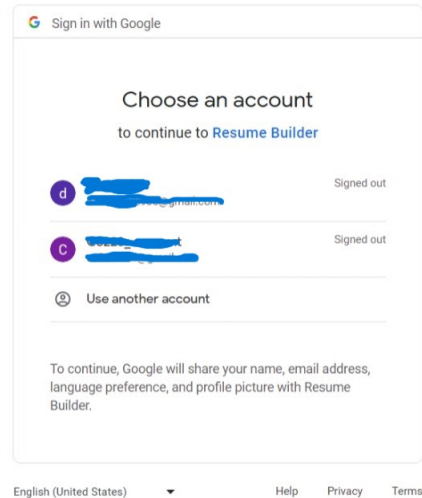 Sign in with Google
Choose an account
to continue to Resume Builder
d
Signed out
@gmail.com
C
Signed out
Use another account
To continue, Google will share your name, email address,
language preference, and profile picture with Resume
Builder.
English (United States)
Help Privacy Terms